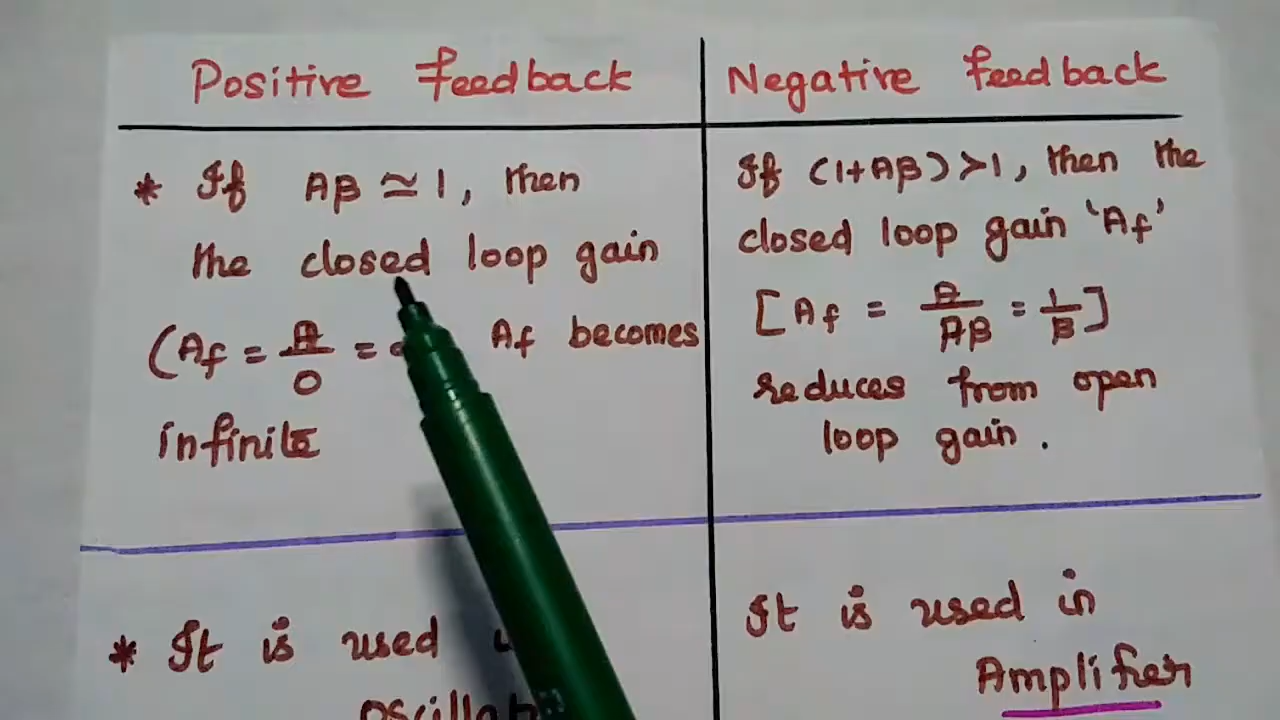 Positive feedback
* If Aβ ≃ 1, then
the closed loop gain
(Af = A/0 = Af becomes
infinite
* It is used
Negative feedback
If (1+Aβ) > 1, then the
closed loop gain 'Af'
[Af = A/Aβ = 1/β]
reduces from open
loop gain.
It is used in
Amplifier